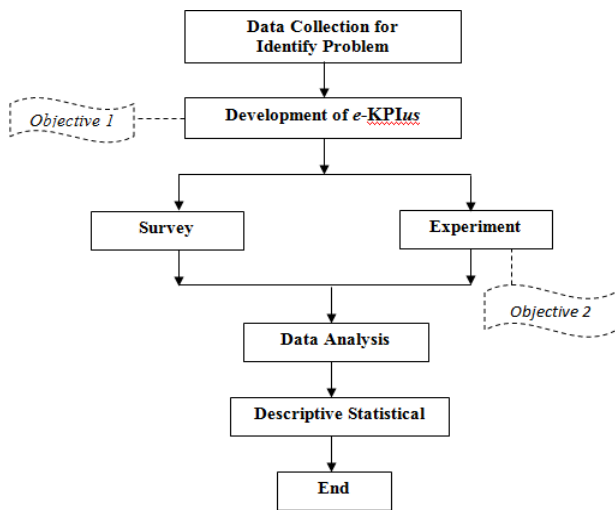 Data Collection for
Identify Problem
Objective 1
Development of e-KPIus
Survey
Experiment
Objective 2
Data Analysis
Descriptive Statistical
End